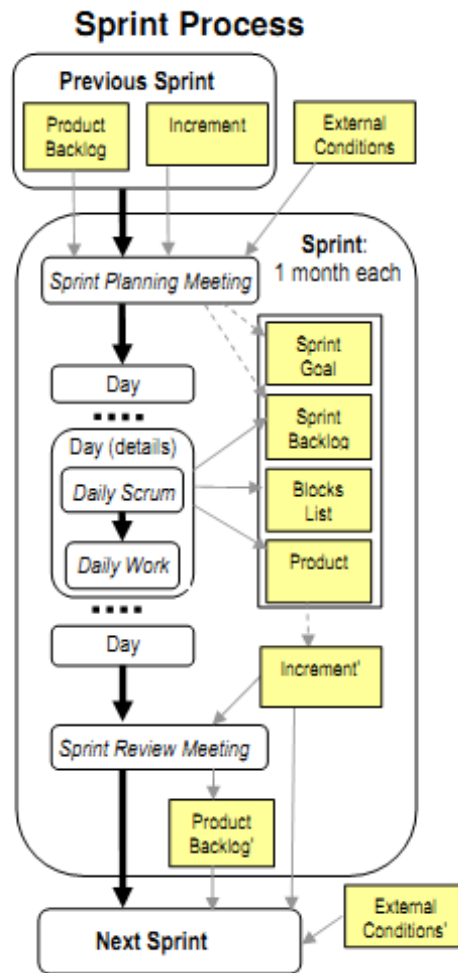 Sprint Process
Previous Sprint
Product
Backlog
Increment
External
Conditions
Sprint:
1 month each
Sprint Planning Meeting
Sprint
Goal
Day
Sprint
Backlog
Day (details)
Daily Scrum
Blocks
List
Daily Work
Product
Day
Increment'
Sprint Review Meeting
Product
Backlog'
Next Sprint
External
Conditions'